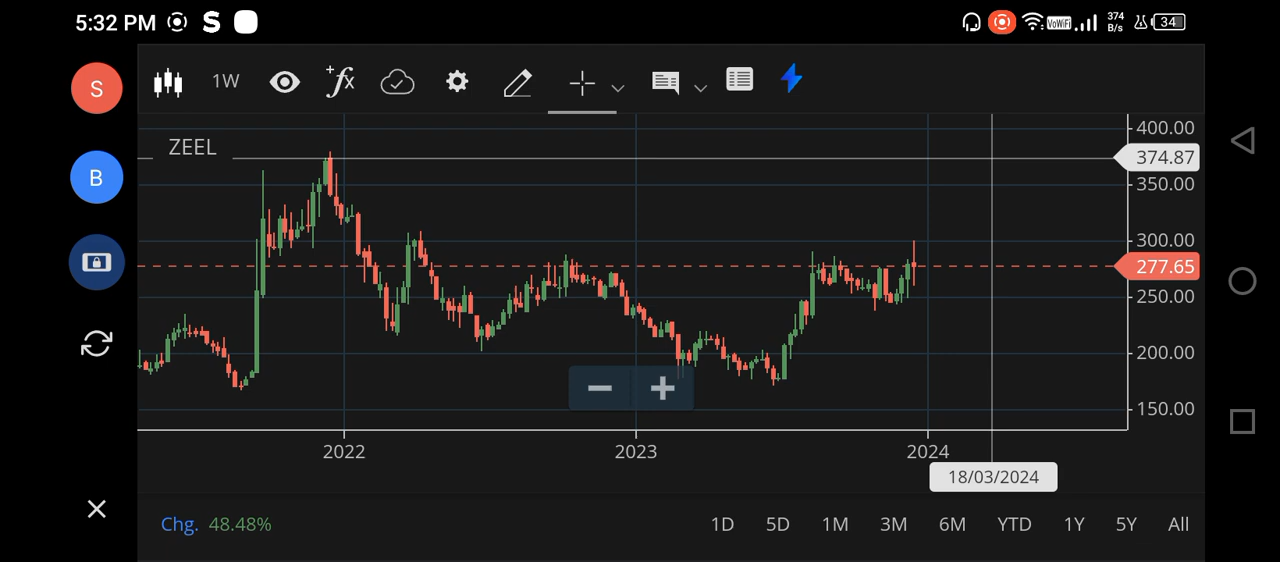 5:32 PM S VoWiFi 374 B/s 34
S
1W +fx
B
ZEEL
400.00
374.87
350.00
300.00
277.65
250.00
200.00
150.00
2022 2023 2024
18/03/2024
Chg. 48.48% 1D 5D 1M 3M 6M YTD 1Y 5Y All